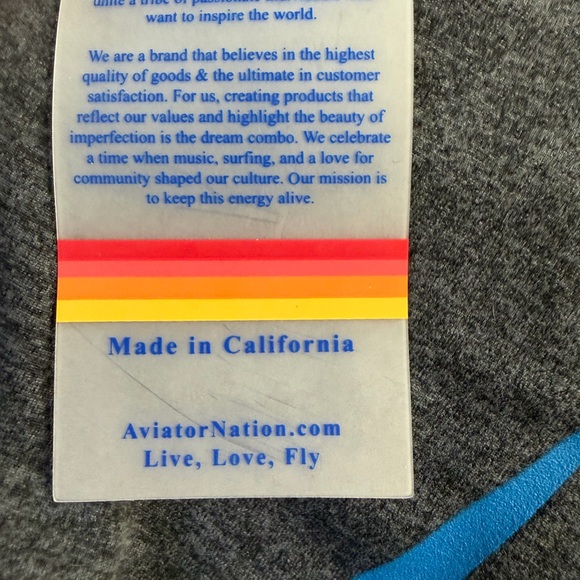 want to inspire the world.
We are a brand that believes in the highest
quality of goods & the ultimate in customer
satisfaction. For us, creating products that
reflect our values and highlight the beauty of
imperfection is the dream combo. We celebrate
a time when music, surfing, and a love for
community shaped our culture. Our mission is
to keep this energy alive.
Made in California
AviatorNation.com
Live, Love, Fly